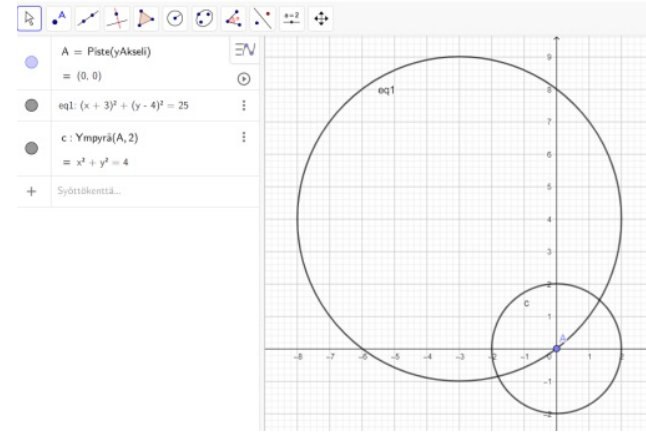 A
a=2
A = Piste(yAkseli)
= (0, 0)
eq1: (x + 3)² + (y - 4)² = 25
c : Ympyrä(A, 2)
= x² + y² = 4
+ Syöttökenttä...
9
8
eq1
7
6
5
4
3
2
c
1
A
-8 -7 -6 -5 -4 -3 -2 -1 0 1 2
-1
-2